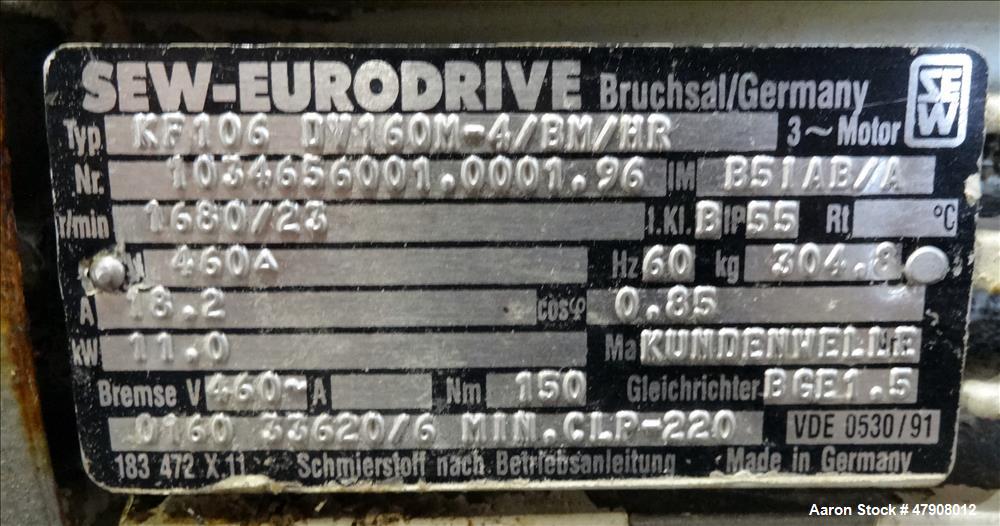 SEW-EURODRIVE Bruchsal/Germany SEW
Typ KF106 DV160M-4/BM/HR 3~Motor
Nr. 1034656001.0001.96 IM B51AB/A
r/min 1680/23 I.Kl. B IP 55 Rt °C
460∆ Hz 60 kg 304.8
A 18.2 cosφ 0.85
kW 11.0 Ma KUNDENWELLE
Bremse V 460~ A Nm 150 Gleichrichter BGE1.5
0160 33620/6 MIN.CLP-220 VDE 0530/91
183 472 X 11 Schmierstoff nach Betriebsanleitung Made in Germany
Aaron Stock # 47908012